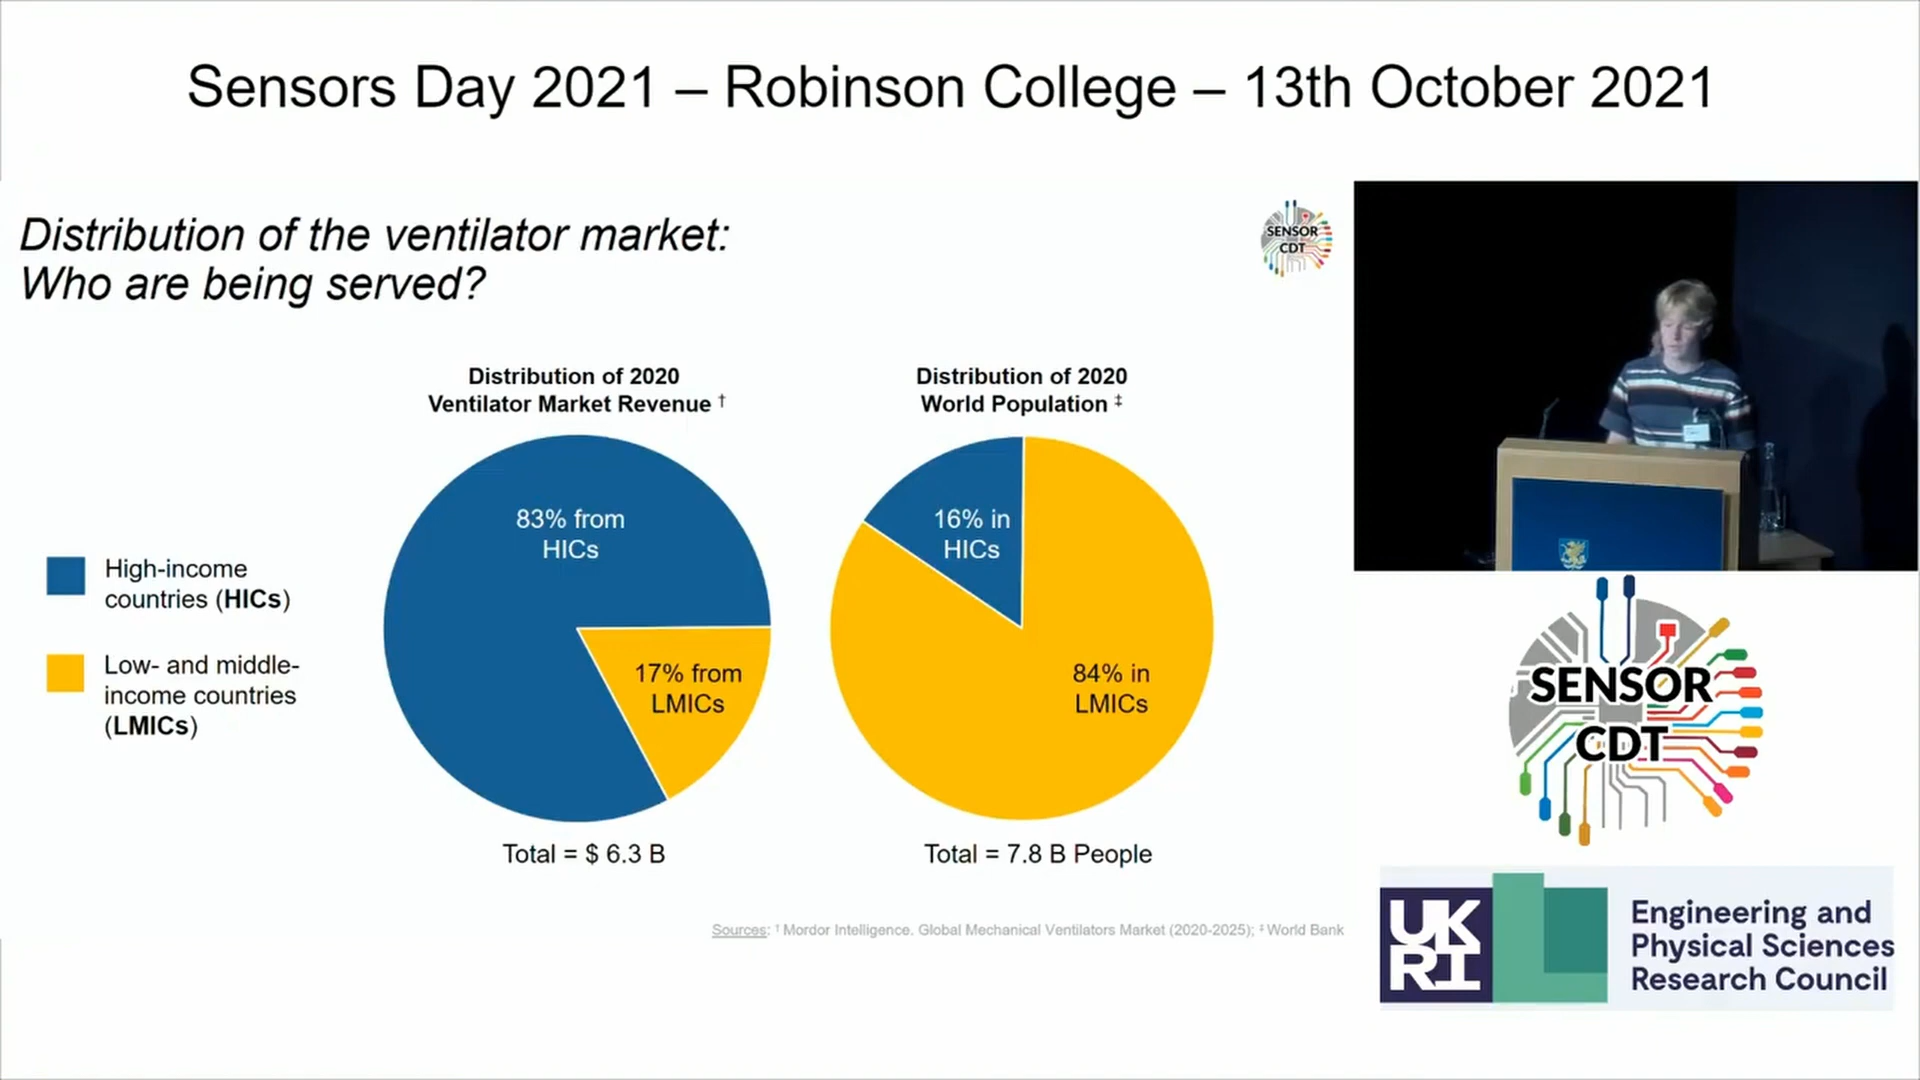 Sensors Day 2021 – Robinson College – 13th October 2021
Distribution of the ventilator market:
Who are being served?
SENSOR
CDT
Distribution of 2020
Ventilator Market Revenue †
Distribution of 2020
World Population ‡
83% from
HICs
17% from
LMICs
16% in
HICs
84% in
LMICs
High-income
countries (HICs)
Low- and middle-
income countries
(LMICs)
Total = $ 6.3 B
Total = 7.8 B People
Sources: † Mordor Intelligence. Global Mechanical Ventilators Market (2020-2025); ‡ World Bank
SENSOR
CDT
UK
RI
Engineering and
Physical Sciences
Research Council